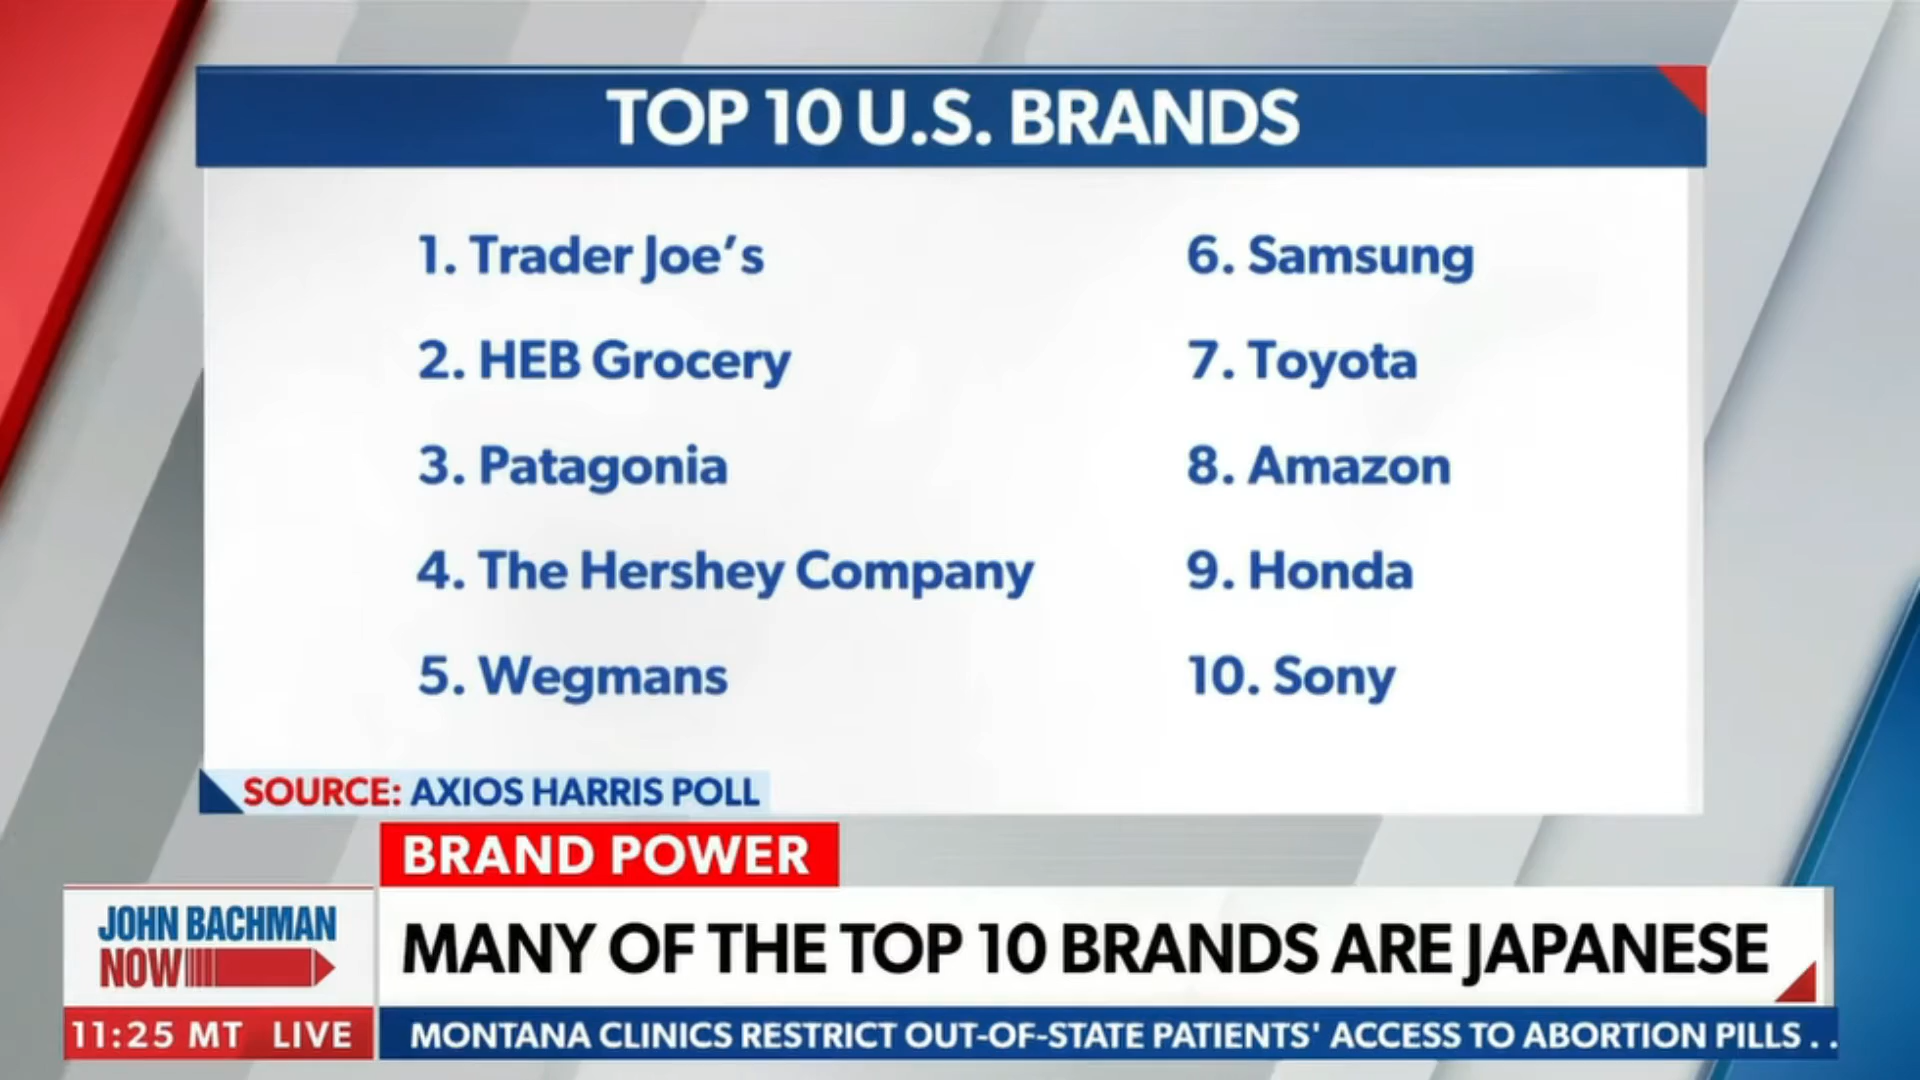 TOP 10 U.S. BRANDS
1. Trader Joe's
2. HEB Grocery
3. Patagonia
4. The Hershey Company
5. Wegmans
6. Samsung
7. Toyota
8. Amazon
9. Honda
10. Sony
SOURCE: AXIOS HARRIS POLL
BRAND POWER
MANY OF THE TOP 10 BRANDS ARE JAPANESE
JOHN BACHMAN
NOW
11:25 MT LIVE
MONTANA CLINICS RESTRICT OUT-OF-STATE PATIENTS' ACCESS TO ABORTION PILLS . .